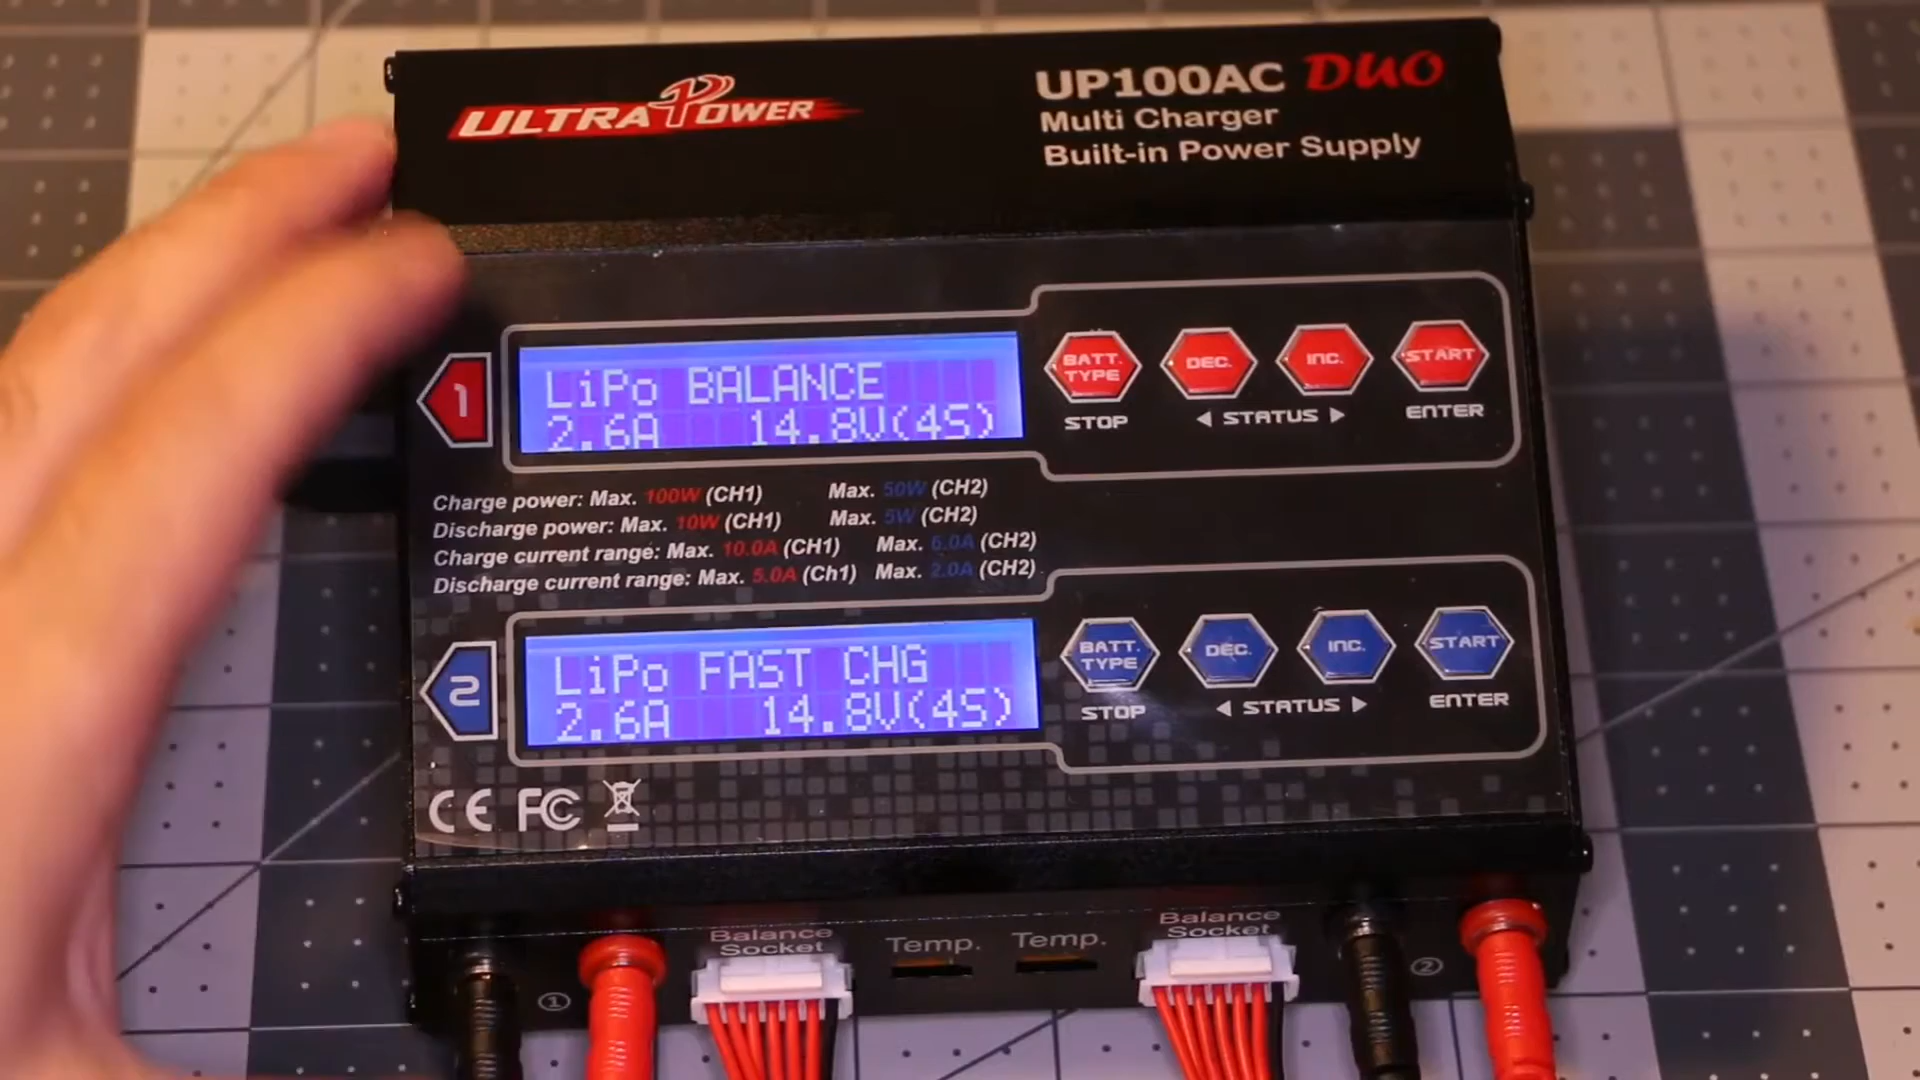 ULTRA POWER
UP100AC DUO
Multi Charger
Built-in Power Supply
1
LiPo BALANCE
2.6A 14.8V(4S)
BATT. TYPE
DEC.
INC.
START
STOP
◀ STATUS ▶
ENTER
Charge power: Max. 100W (CH1) Max. 50W (CH2)
Discharge power: Max. 10W (CH1) Max. 5W (CH2)
Charge current range: Max. 10.0A (CH1) Max. 6.0A (CH2)
Discharge current range: Max. 5.0A (Ch1) Max. 2.0A (CH2)
2
LiPo FAST CHG
2.6A 14.8V(4S)
BATT. TYPE
DEC.
INC.
START
STOP
◀ STATUS ▶
ENTER
CE FC
Balance Socket
Temp.
Temp.
Balance Socket
①
②